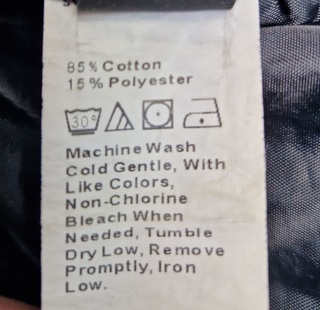 85% Cotton
15% Polyester
30°
Machine Wash
Cold Gentle, With
Like Colors,
Non-Chlorine
Bleach When
Needed, Tumble
Dry Low, Remove
Promptly, Iron
Low.